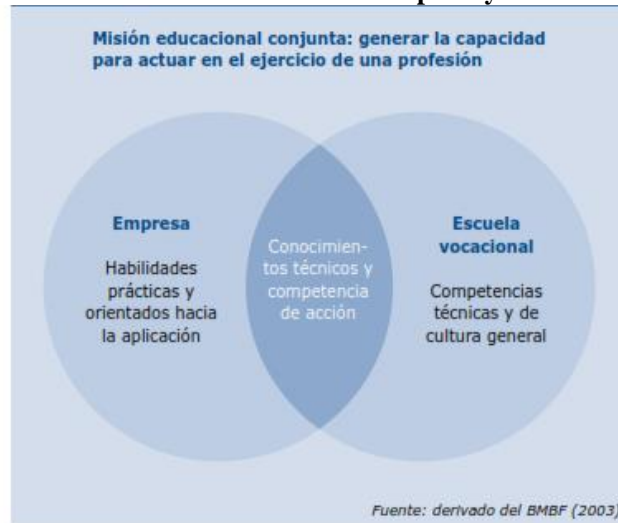 Misión educacional conjunta: generar la capacidad
para actuar en el ejercicio de una profesión
Empresa
Habilidades
prácticas y
orientados hacia
la aplicación
Conocimien-
tos técnicos y
competencia
de acción
Escuela
vocacional
Competencias
técnicas y de
cultura general
Fuente: derivado del BMBF (2003)